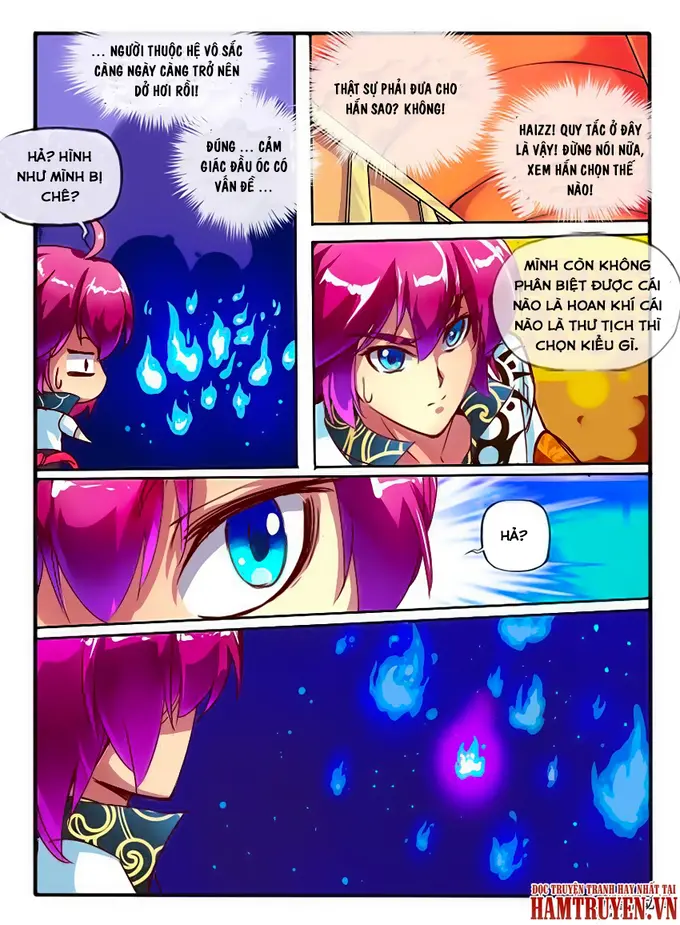 ... NGƯỜI THUỘC HỆ VÔ SẮC
CÀNG NGÀY CÀNG TRỞ NÊN
DỞ HƠI RỒI!
ĐÚNG ... CẢM
GIÁC ĐẦU ÓC CÓ
VẤN ĐỀ ...
HẢ? HÌNH
NHƯ MÌNH BỊ
CHÊ?
THẬT SỰ PHẢI ĐƯA CHO
HẮN SAO? KHÔNG!
HAIZZ! QUY TẮC Ở ĐÂY
LÀ VẬY! ĐỪNG NÓI NỮA,
XEM HẮN CHỌN THẾ
NÀO!
MÌNH CÒN KHÔNG
PHÂN BIỆT ĐƯỢC CÁI
NÀO LÀ HOAN KHÍ CÁI
NÀO LÀ THƯ TỊCH THÌ
CHỌN KIỂU GÌ.
HẢ?
ĐỌC TRUYỆN TRANH HAY NHẤT TẠI
HAMTRUYEN.VN